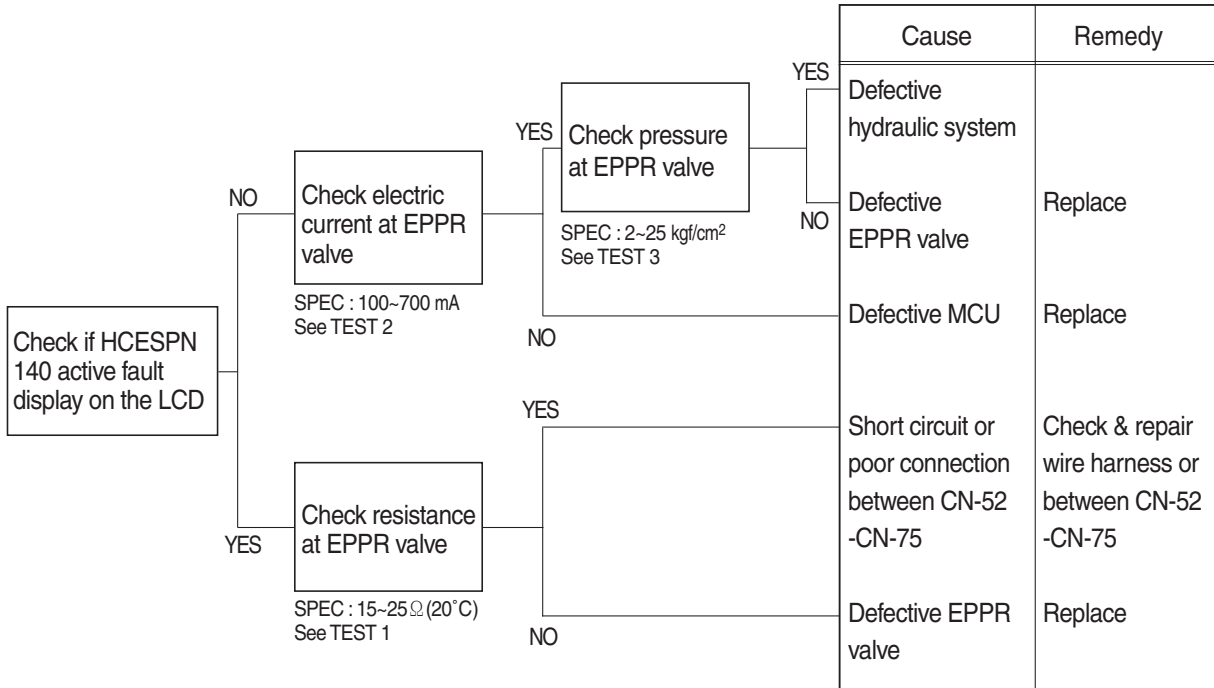 Check if HCESPN
140 active fault
display on the LCD
NO
YES
Check electric
current at EPPR
valve
SPEC : 100~700 mA
See TEST 2
YES
NO
Check pressure
at EPPR valve
SPEC : 2~25 kgf/cm²
See TEST 3
YES
NO
Check resistance
at EPPR valve
SPEC : 15~25Ω(20˚C)
See TEST 1
YES
NO
Cause
Remedy
Defective
hydraulic system
Defective
EPPR valve
Replace
Defective MCU
Replace
Short circuit or
poor connection
between CN-52
-CN-75
Check & repair
wire harness or
between CN-52
-CN-75
Defective EPPR
valve
Replace